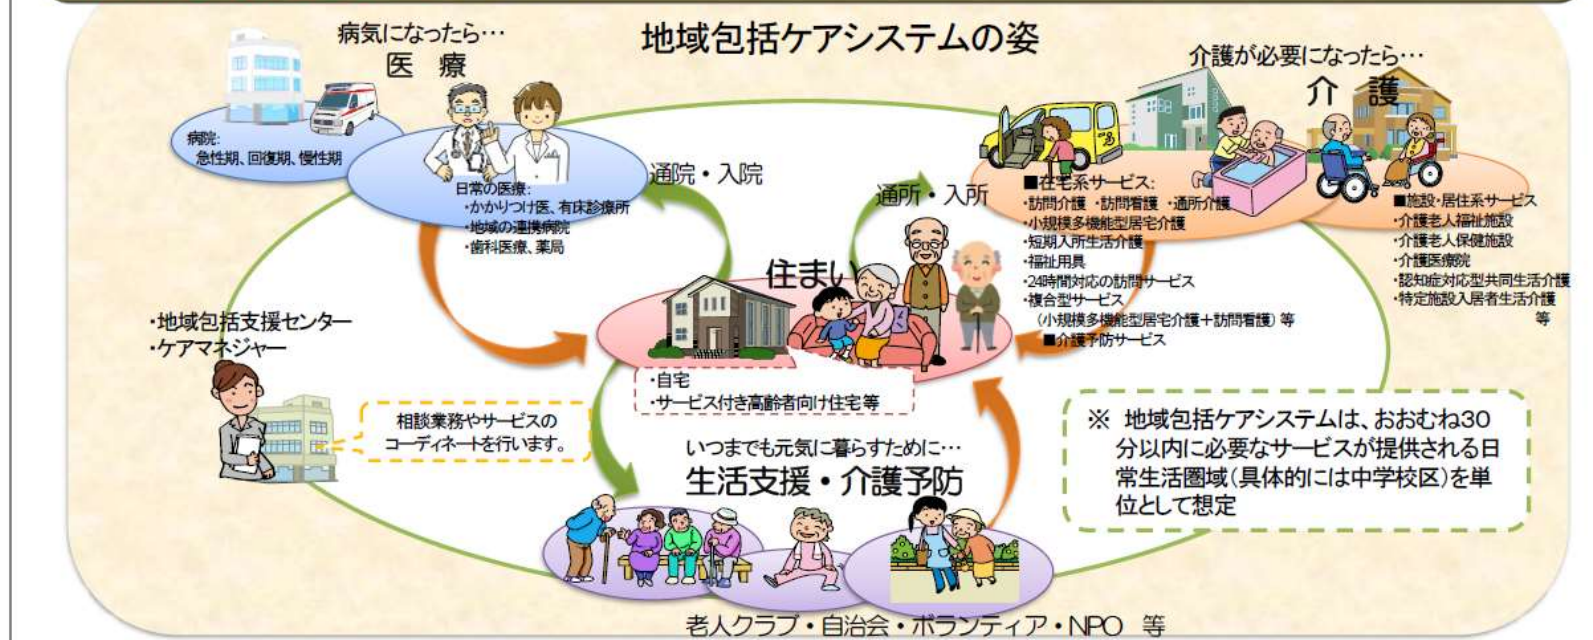 地域包括ケアシステムの姿
病気になったら…
医 療
病院:
急性期、回復期、慢性期
日常の医療:
・かかりつけ医、有床診療所
・地域の連携病院
・歯科医療、薬局
通院・入院
通所・入所
介護が必要になったら…
介 護
■在宅系サービス:
・訪問介護 ・訪問看護 ・通所介護
・小規模多機能型居宅介護
・短期入所生活介護
・福祉用具
・24時間対応の訪問サービス
・複合型サービス
(小規模多機能型居宅介護+訪問看護) 等
■介護予防サービス
■施設・居住系サービス
・介護老人福祉施設
・介護老人保健施設
・介護医療院
・認知症対応型共同生活介護
・特定施設入居者生活介護
等
住まい
・自宅
・サービス付き高齢者向け住宅 等
・地域包括支援センター
・ケアマネジャー
相談業務やサービスの
コーディネートを行います。
いつまでも元気に暮らすために…
生活支援・介護予防
老人クラブ・自治会・ボランティア・NPO 等
※ 地域包括ケアシステムは、おおむね30
分以内に必要なサービスが提供される日
常生活圏域(具体的には中学校区)を単
位として想定